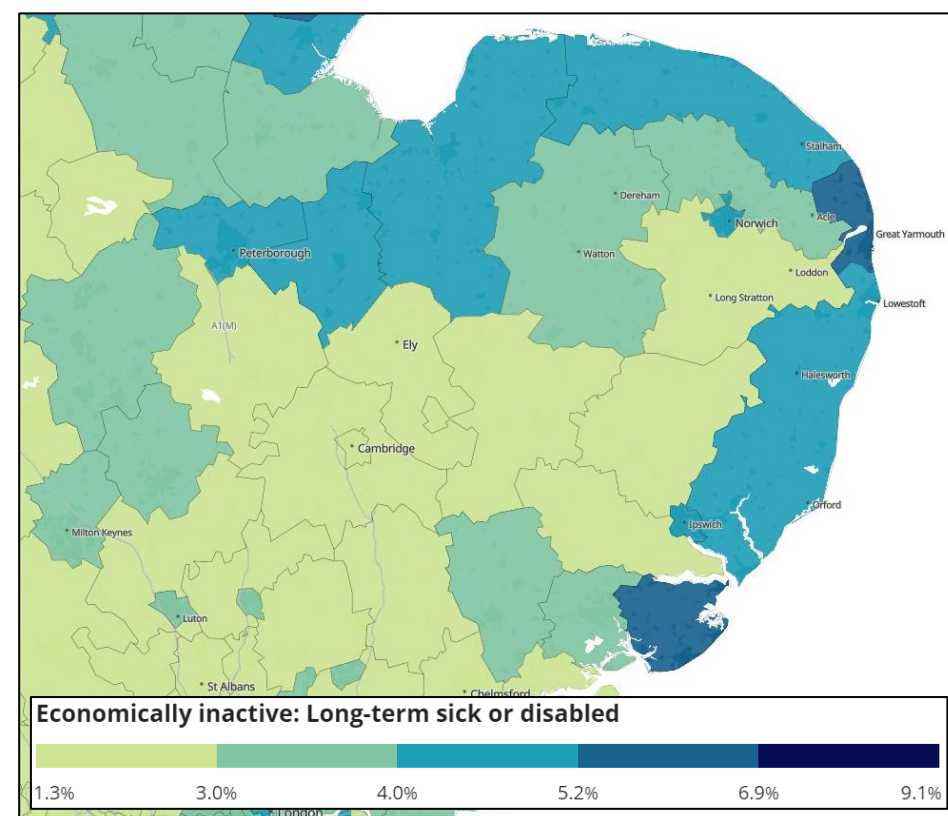 Stalham
Dereham
Acle
Norwich
Great Yarmouth
Peterborough
Watton
Loddon
Long Stratton
Lowestoft
A1(M)
Ely
Halesworth
Cambridge
Orford
Ipswich
Milton Keynes
Luton
St Albans
Chelmsford
Economically inactive: Long-term sick or disabled
1.3% 3.0% 4.0% 5.2% 6.9% 9.1%
London